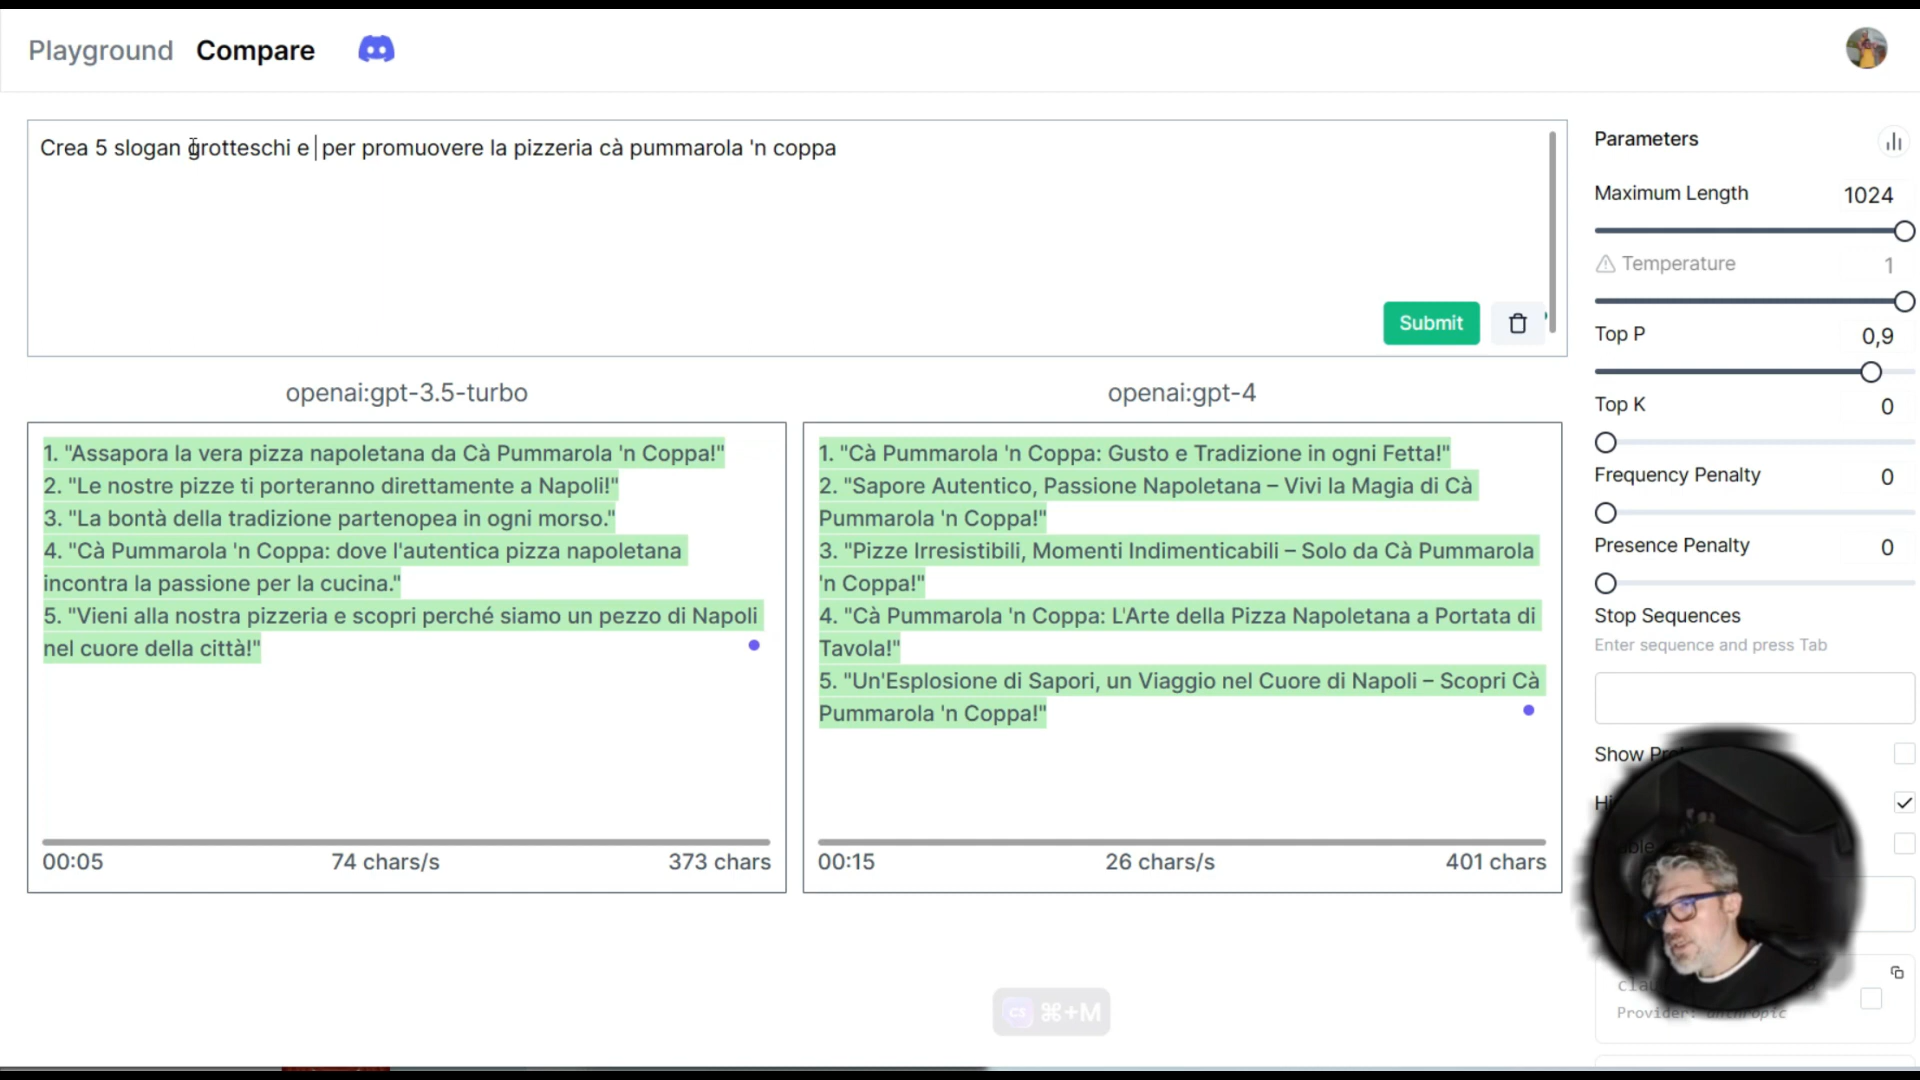 Playground Compare
Crea 5 slogan grotteschi e per promuovere la pizzeria cà pummarola 'n coppa
Submit
openai:gpt-3.5-turbo
1. "Assapora la vera pizza napoletana da Cà Pummarola 'n Coppa!"
2. "Le nostre pizze ti porteranno direttamente a Napoli!"
3. "La bontà della tradizione partenopea in ogni morso."
4. "Cà Pummarola 'n Coppa: dove l'autentica pizza napoletana
incontra la passione per la cucina."
5. "Vieni alla nostra pizzeria e scopri perché siamo un pezzo di Napoli
nel cuore della città!"
00:05 74 chars/s 373 chars
openai:gpt-4
1. "Cà Pummarola 'n Coppa: Gusto e Tradizione in ogni Fetta!"
2. "Sapore Autentico, Passione Napoletana – Vivi la Magia di Cà
Pummarola 'n Coppa!"
3. "Pizze Irresistibili, Momenti Indimenticabili – Solo da Cà Pummarola
'n Coppa!"
4. "Cà Pummarola 'n Coppa: L'Arte della Pizza Napoletana a Portata di
Tavola!"
5. "Un'Esplosione di Sapori, un Viaggio nel Cuore di Napoli – Scopri Cà
Pummarola 'n Coppa!"
00:15 26 chars/s 401 chars
Parameters
Maximum Length 1024
Temperature 1
Top P 0,9
Top K 0
Frequency Penalty 0
Presence Penalty 0
Stop Sequences
Enter sequence and press Tab
Show
Provider: anthropic
CS ⌘+M